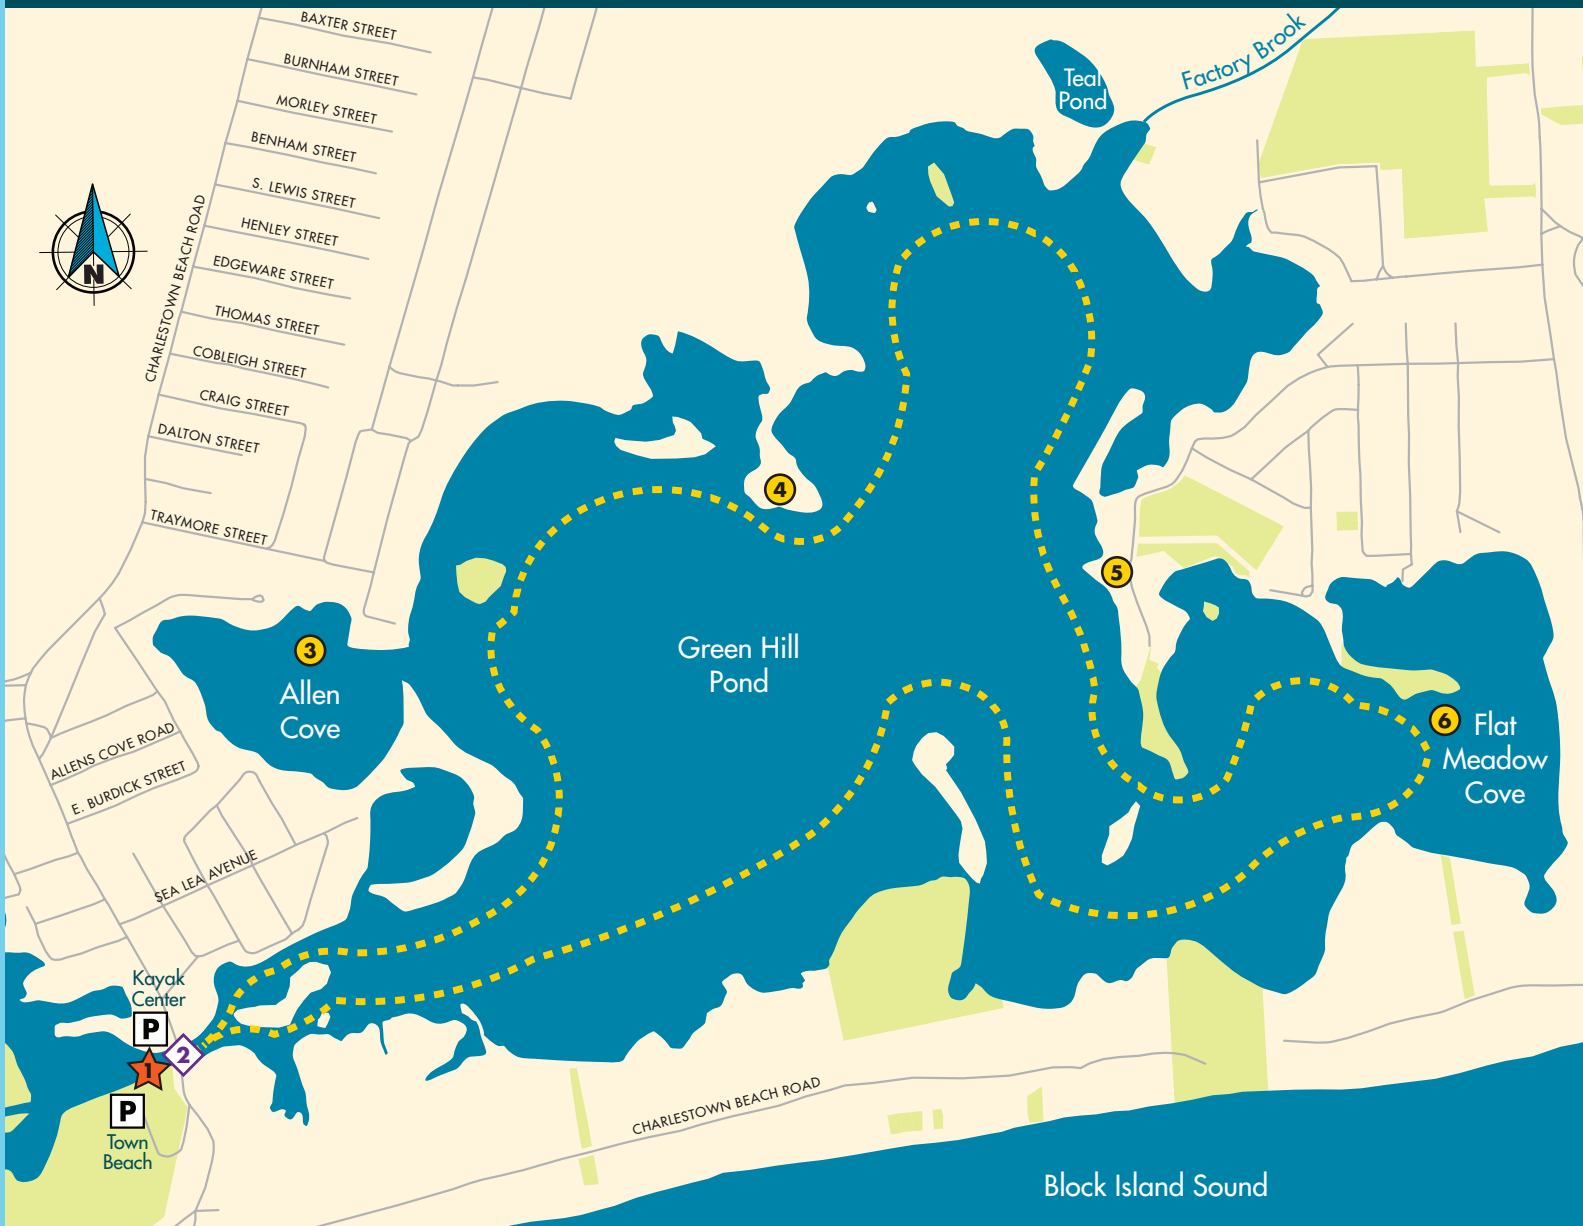 BAXTER STREET
BURNHAM STREET
MORLEY STREET
BENHAM STREET
S. LEWIS STREET
HENLEY STREET
EDGEWARE STREET
THOMAS STREET
COBLEIGH STREET
CRAIG STREET
DALTON STREET
TRAYMORE STREET
CHARLESTOWN BEACH ROAD
N
Teal
Pond
Factory Brook
4
5
3
Allen
Cove
Green Hill
Pond
6
Flat
Meadow
Cove
ALLENS COVE ROAD
E. BURDICK STREET
SEA LEA AVENUE
Kayak
Center
P
2
1
P
Town
Beach
CHARLESTOWN BEACH ROAD
Block Island Sound